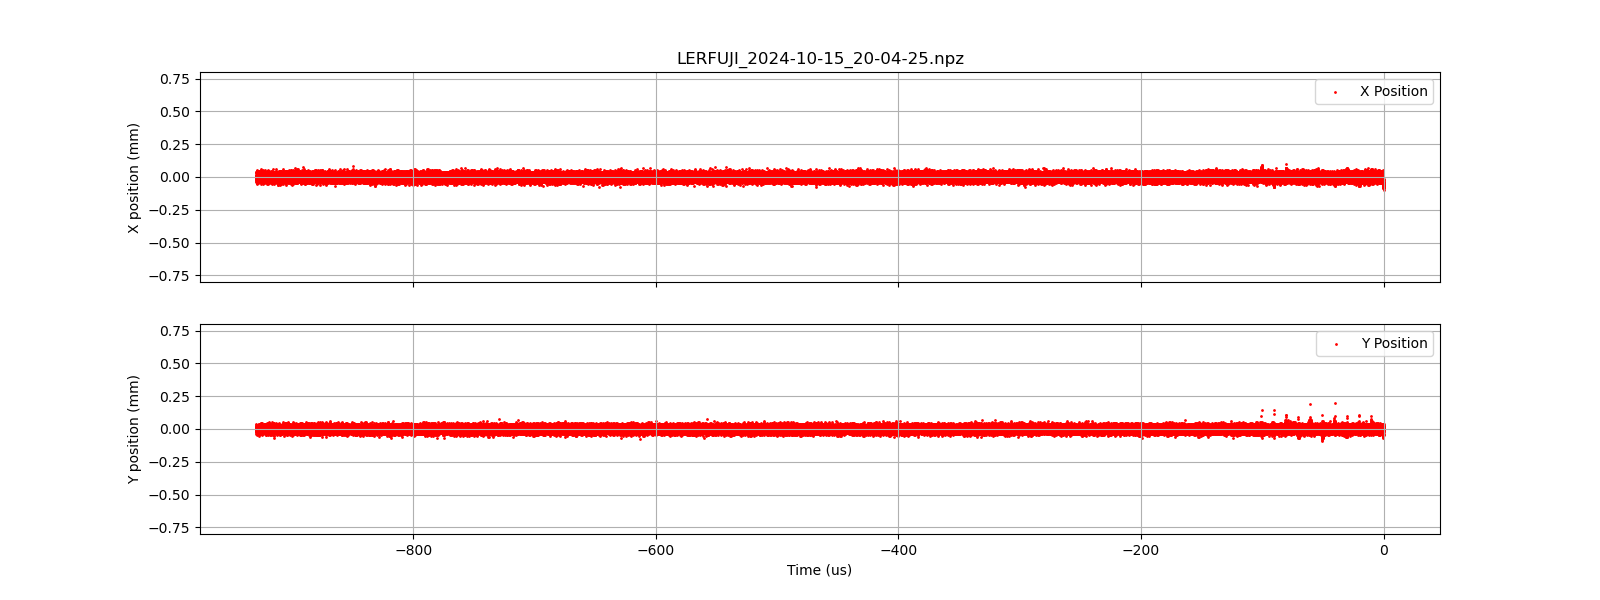 LERFUJI_2024-10-15_20-04-25.npz
X position (mm)
0.75
0.50
0.25
0.00
−0.25
−0.50
−0.75
X Position
Y position (mm)
0.75
0.50
0.25
0.00
−0.25
−0.50
−0.75
Y Position
−800 −600 −400 −200 0
Time (us)